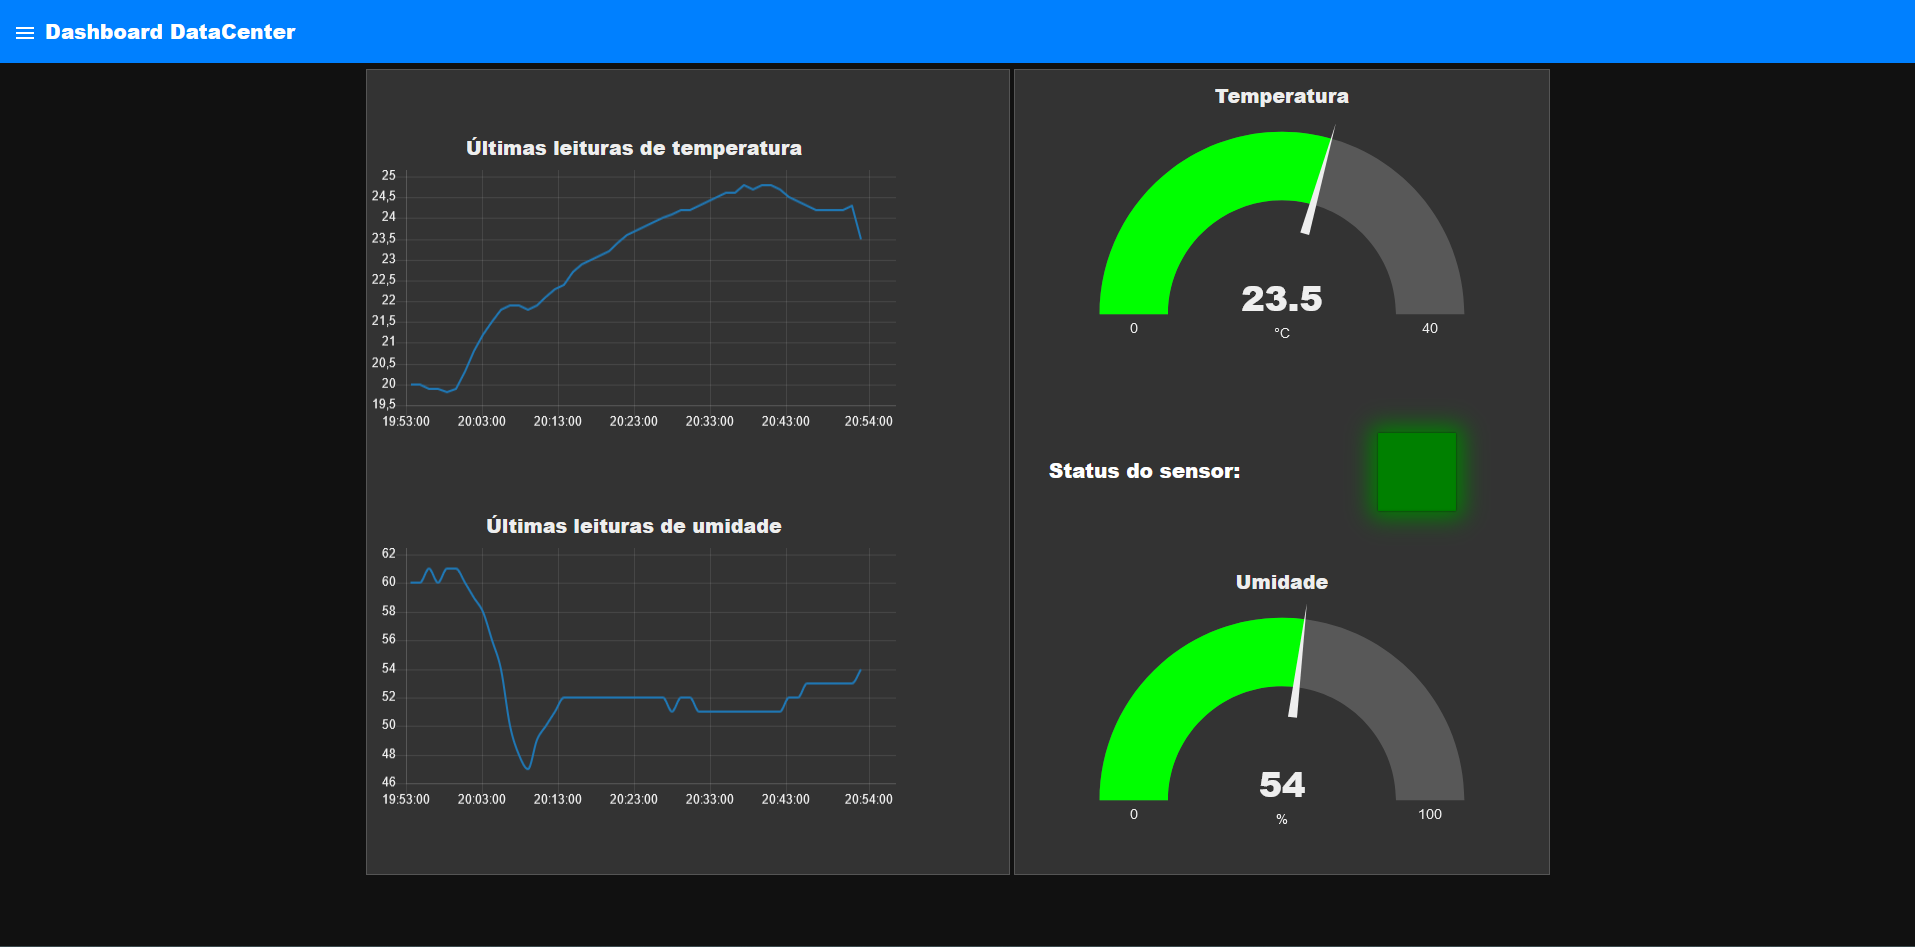 Dashboard DataCenter
Últimas leituras de temperatura
25
24,5
24
23,5
23
22,5
22
21,5
21
20,5
20
19,5
19:53:00 20:03:00 20:13:00 20:23:00 20:33:00 20:43:00 20:54:00
Últimas leituras de umidade
62
60
58
56
54
52
50
48
46
19:53:00 20:03:00 20:13:00 20:23:00 20:33:00 20:43:00 20:54:00
Temperatura
23.5
0 °C 40
Status do sensor:
Umidade
54
0 % 100